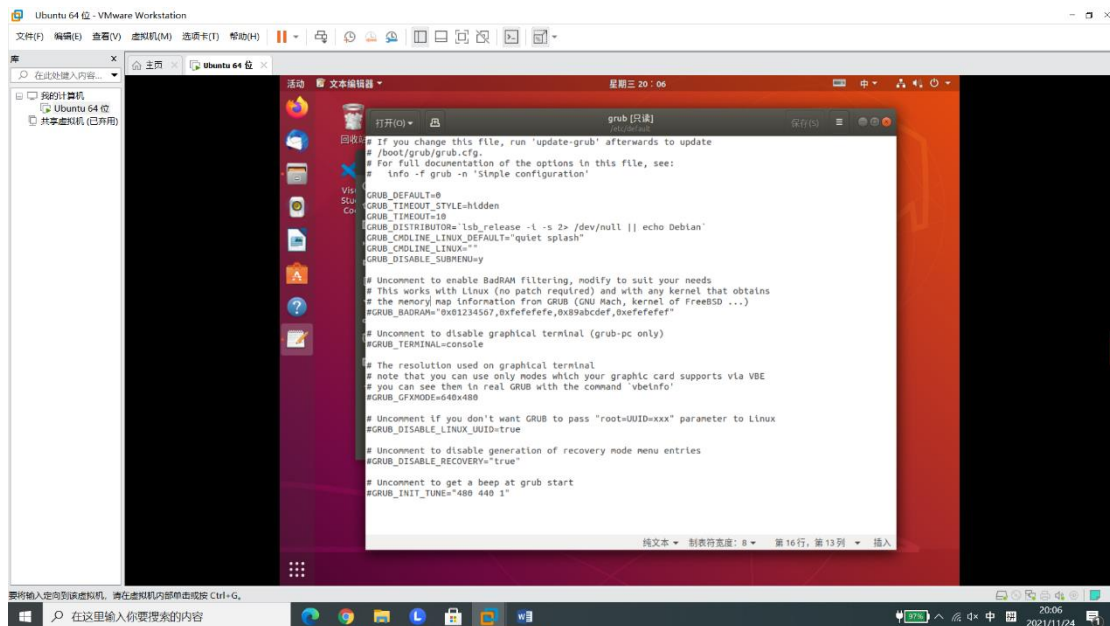 Ubuntu 64 位 - VMware Workstation
文件(F) 编辑(E) 查看(V) 虚拟机(M) 选项卡(T) 帮助(H)
库
主页
Ubuntu 64 位
在此处键入内容...
我的计算机
Ubuntu 64 位
共享虚拟机 (已弃用)
活动 文本编辑器 星期三 20：06 中
打开(O) grub [只读] 保存(S)
/etc/default
回收站
# If you change this file, run 'update-grub' afterwards to update
# /boot/grub/grub.cfg.
# For full documentation of the options in this file, see:
#   info -f grub -n 'Simple configuration'
GRUB_DEFAULT=0
GRUB_TIMEOUT_STYLE=hidden
GRUB_TIMEOUT=10
GRUB_DISTRIBUTOR=`lsb_release -i -s 2> /dev/null || echo Debian`
GRUB_CMDLINE_LINUX_DEFAULT="quiet splash"
GRUB_CMDLINE_LINUX=""
GRUB_DISABLE_SUBMENU=y
# Uncomment to enable BadRAM filtering, modify to suit your needs
# This works with Linux (no patch required) and with any kernel that obtains
# the memory map information from GRUB (GNU Mach, kernel of FreeBSD ...)
#GRUB_BADRAM="0x01234567,0xfefefefe,0x89abcdef,0xefefefef"
# Uncomment to disable graphical terminal (grub-pc only)
#GRUB_TERMINAL=console
# The resolution used on graphical terminal
# note that you can use only modes which your graphic card supports via VBE
# you can see them in real GRUB with the command `vbeinfo'
#GRUB_GFXMODE=640x480
# Uncomment if you don't want GRUB to pass "root=UUID=xxx" parameter to Linux
#GRUB_DISABLE_LINUX_UUID=true
# Uncomment to disable generation of recovery mode menu entries
#GRUB_DISABLE_RECOVERY="true"
# Uncomment to get a beep at grub start
#GRUB_INIT_TUNE="480 440 1"
纯文本 制表符宽度：8 第 16 行，第 13 列 插入
要将输入定向到该虚拟机，请在虚拟机内部单击或按 Ctrl+G。
在这里输入你要搜索的内容
97% 中
20:06
2021/11/24